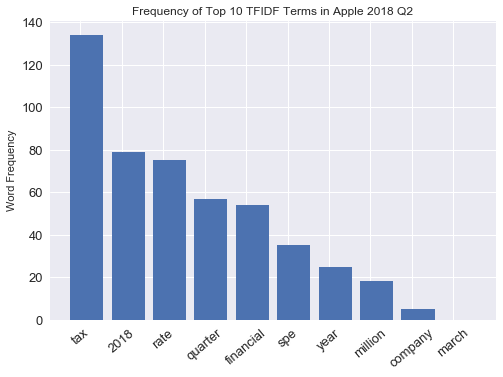 Frequency of Top 10 TFIDF Terms in Apple 2018 Q2
140
120
100
80
60
40
20
0
Word Frequency
tax
2018
rate
quarter
financial
spe
year
million
company
march